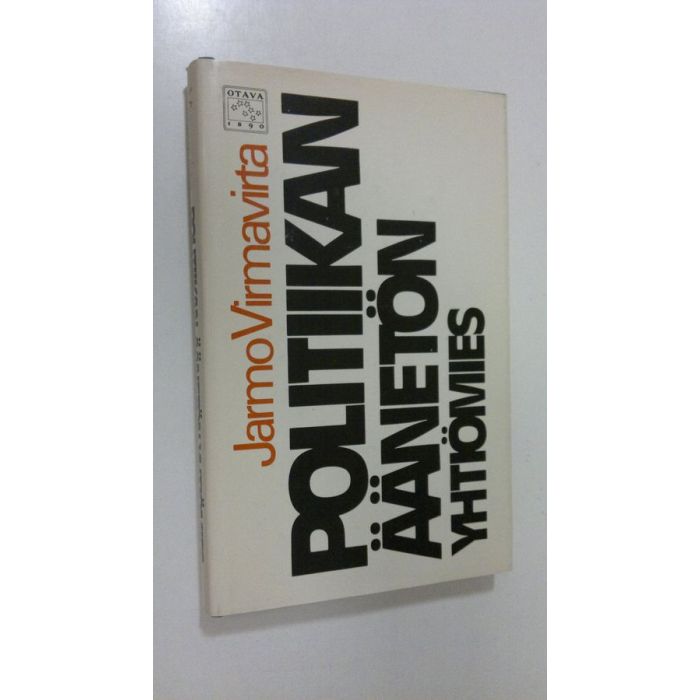 OTAVA
1890
Jarmo Virmavirta
POLITIIKAN
ÄÄNETÖN
YHTIÖMIES